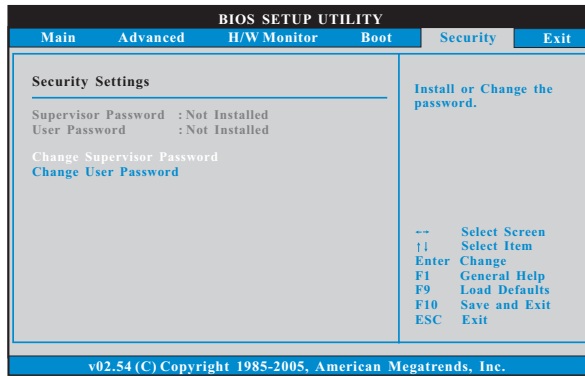 BIOS SETUP UTILITY
Main Advanced H/W Monitor Boot Security Exit
Security Settings
Supervisor Password : Not Installed
User Password : Not Installed
Change Supervisor Password
Change User Password
Install or Change the
password.
←→ Select Screen
↑↓ Select Item
Enter Change
F1 General Help
F9 Load Defaults
F10 Save and Exit
ESC Exit
v02.54 (C) Copyright 1985-2005, American Megatrends, Inc.